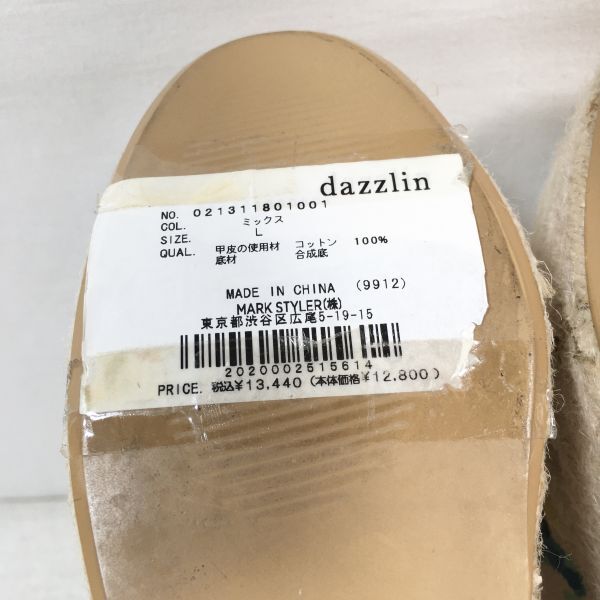 dazzlin
NO. 021311801001
COL. ミックス
SIZE. L
QUAL. 甲皮の使用材 コットン 100%
底材 合成底
MADE IN CHINA (9912)
MARK STYLER(株)
東京都渋谷区広尾5-19-15
2020002515614
PRICE. 税込¥13,440 (本体価格¥12,800)